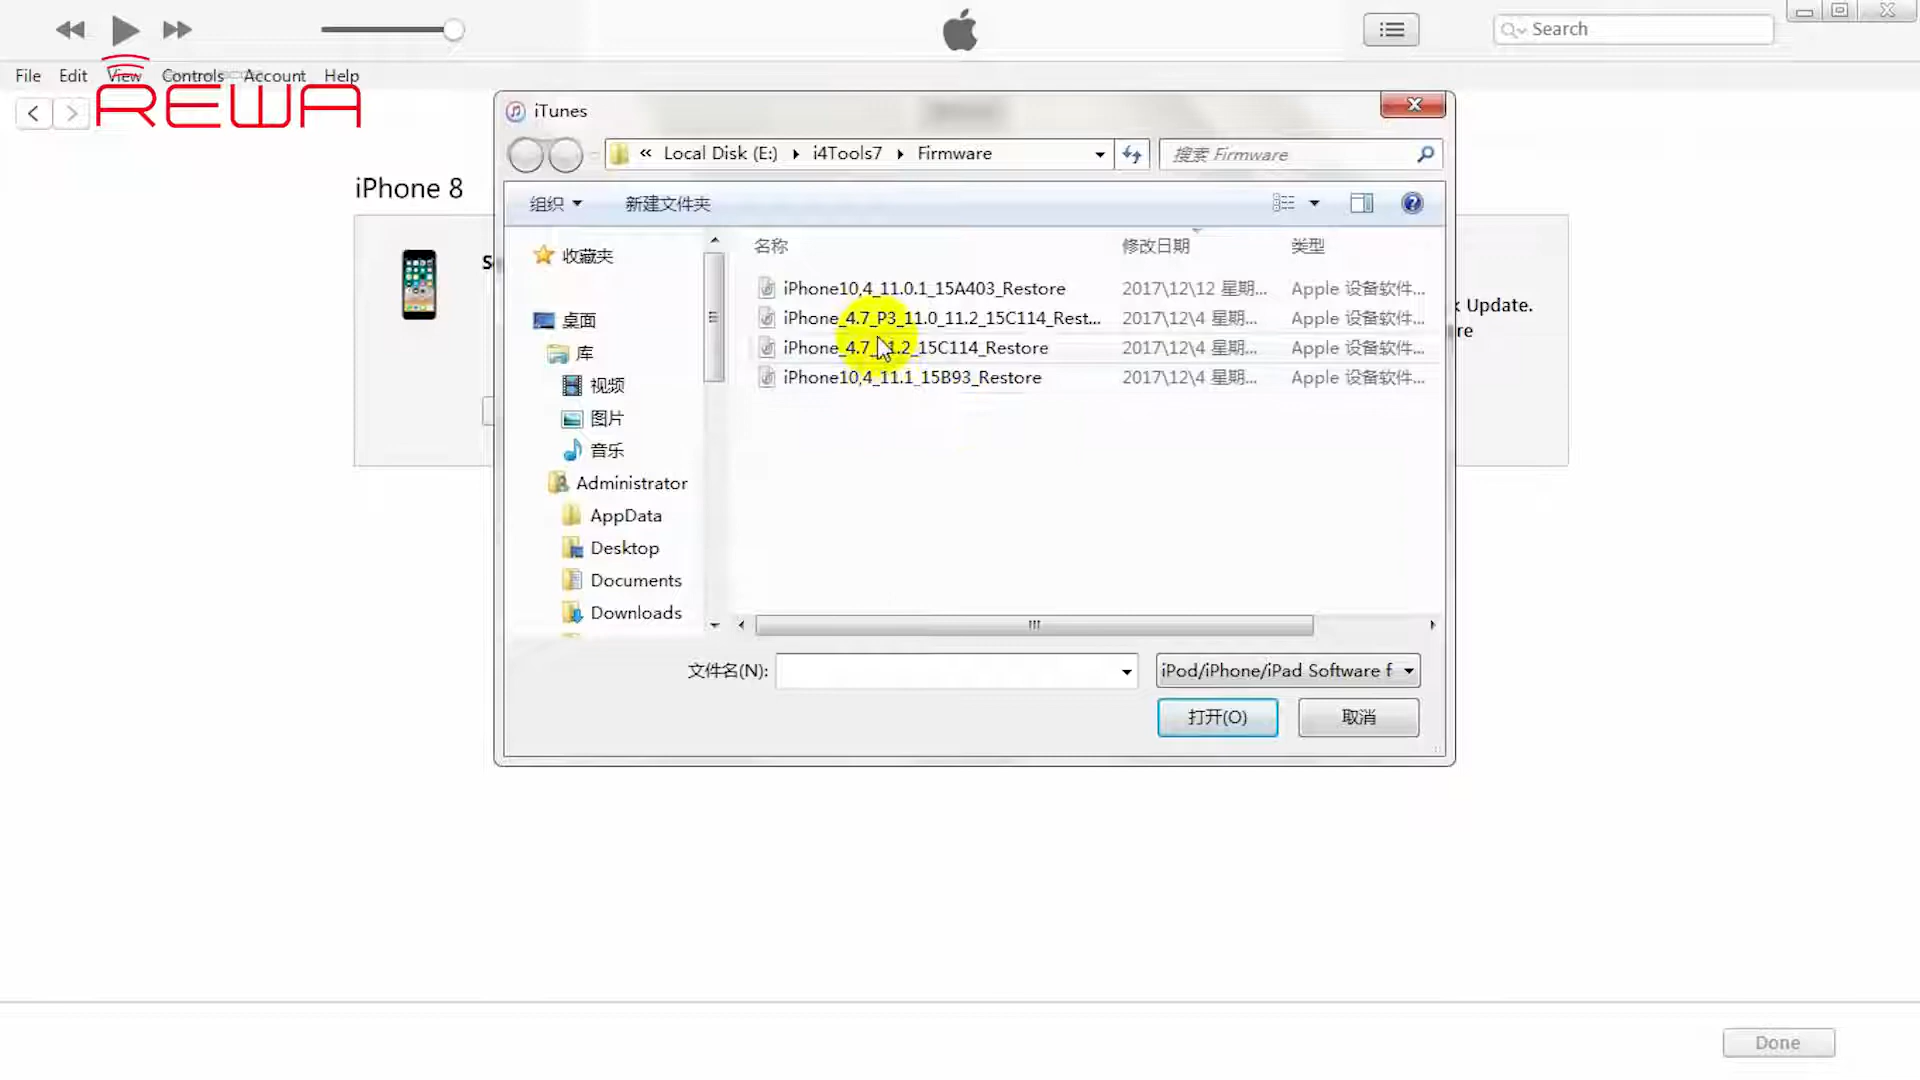 Search
File Edit View Controls Account Help
REWA
iTunes
« Local Disk (E:) ▸ i4Tools7 ▸ Firmware
搜索 Firmware
iPhone 8
组织 新建文件夹
名称 修改日期 类型
收藏夹
iPhone10,4_11.0.1_15A403_Restore 2017\12\12 星期... Apple 设备软件...
iPhone_4.7_P3_11.0_11.2_15C114_Rest... 2017\12\4 星期... Apple 设备软件...
iPhone_4.7_11.2_15C114_Restore 2017\12\4 星期... Apple 设备软件...
iPhone10,4_11.1_15B93_Restore 2017\12\4 星期... Apple 设备软件...
Update.
桌面
库
视频
图片
音乐
Administrator
AppData
Desktop
Documents
Downloads
文件名(N): iPod/iPhone/iPad Software f
打开(O) 取消
Done